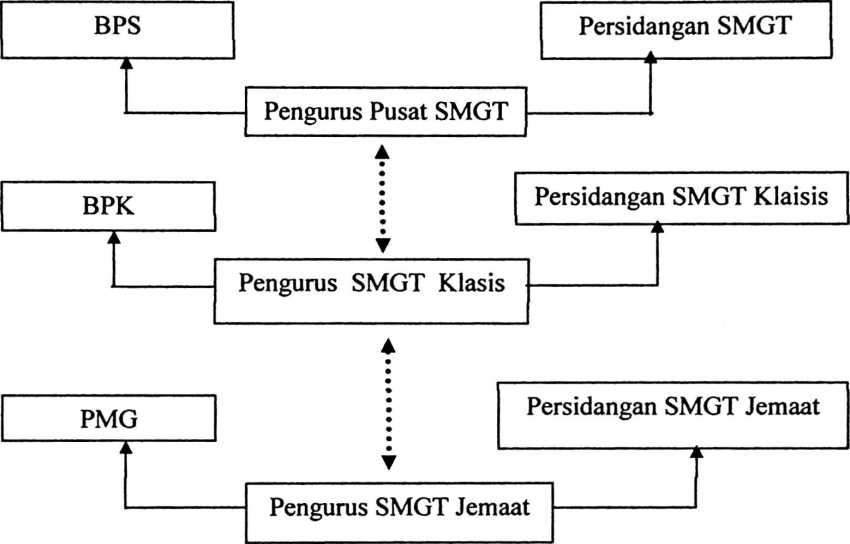 BPS
Persidangan SMGT
Pengurus Pusat SMGT
BPK
Persidangan SMGT Klaisis
Pengurus SMGT Klasis
PMG
Persidangan SMGT Jemaat
Pengurus SMGT Jemaat